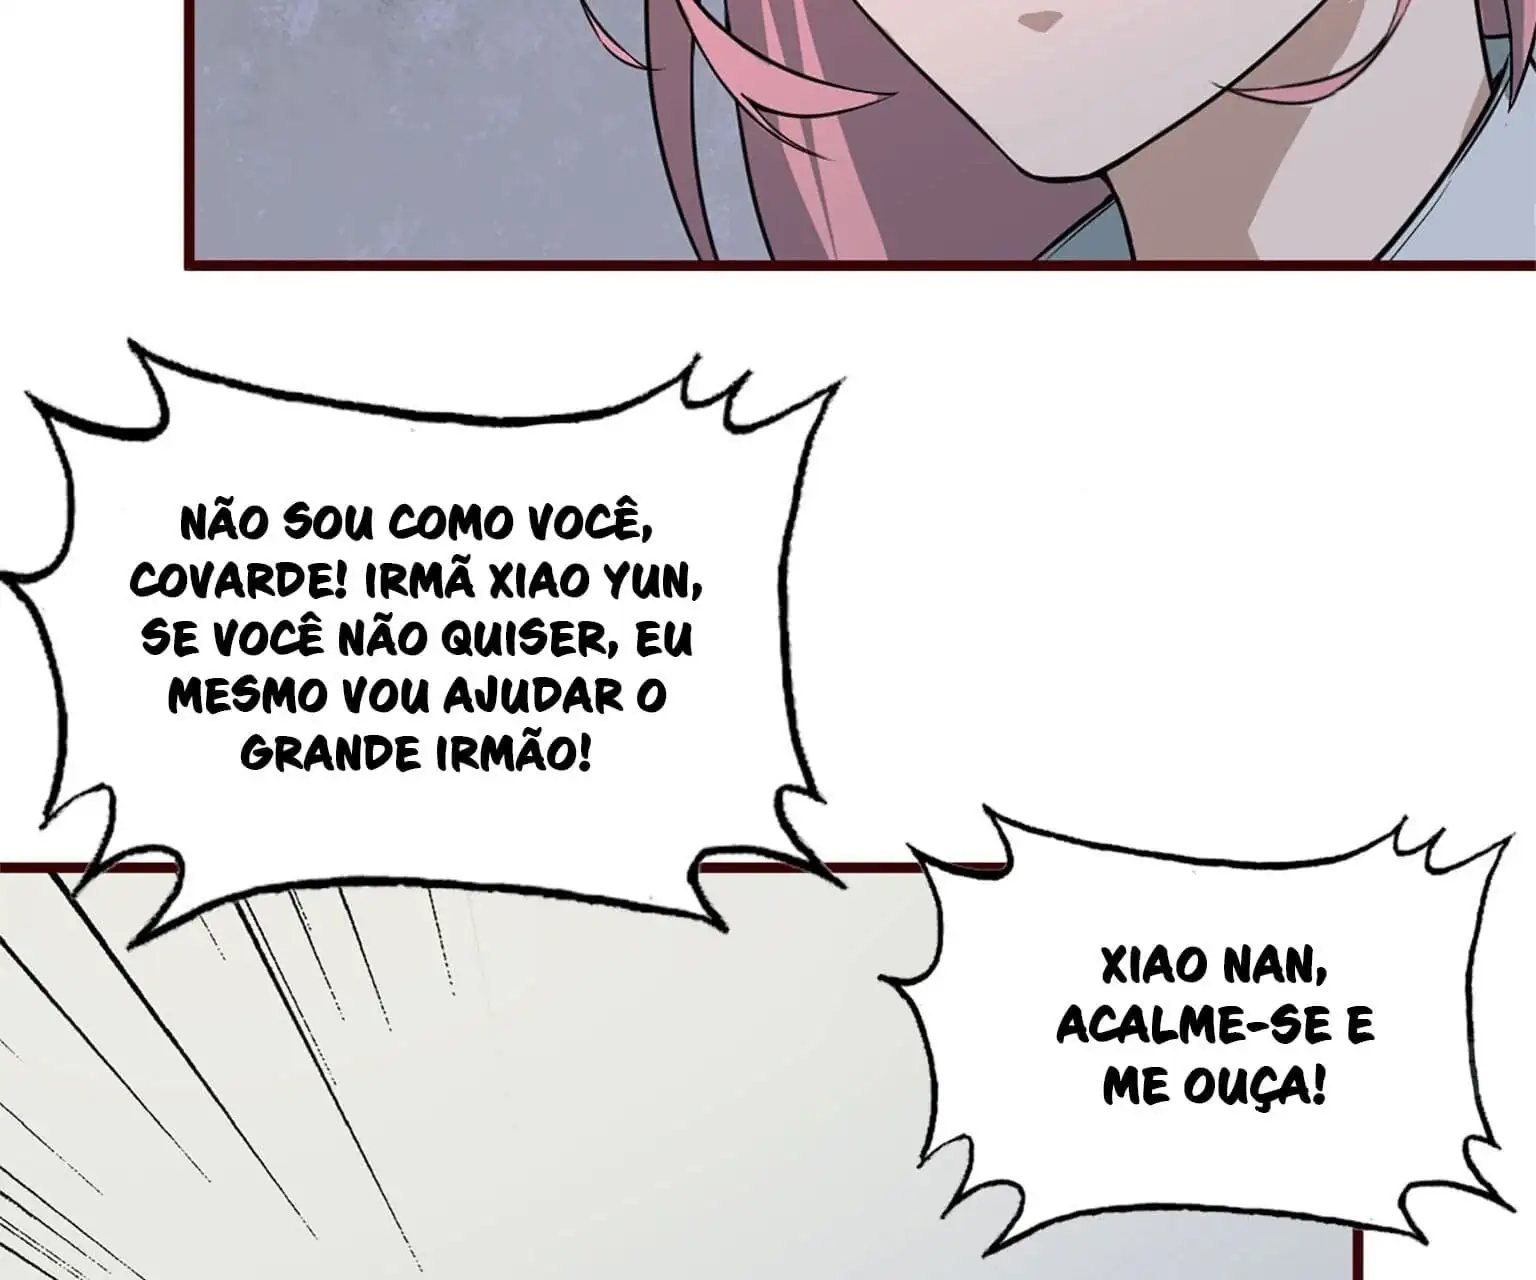 NÃO SOU COMO VOCÊ,
COVARDE! IRMÃ XIAO YUN,
SE VOCÊ NÃO QUISER, EU
MESMO VOU AJUDAR O
GRANDE IRMÃO!
XIAO NAN,
ACALME-SE E
ME OUÇA!